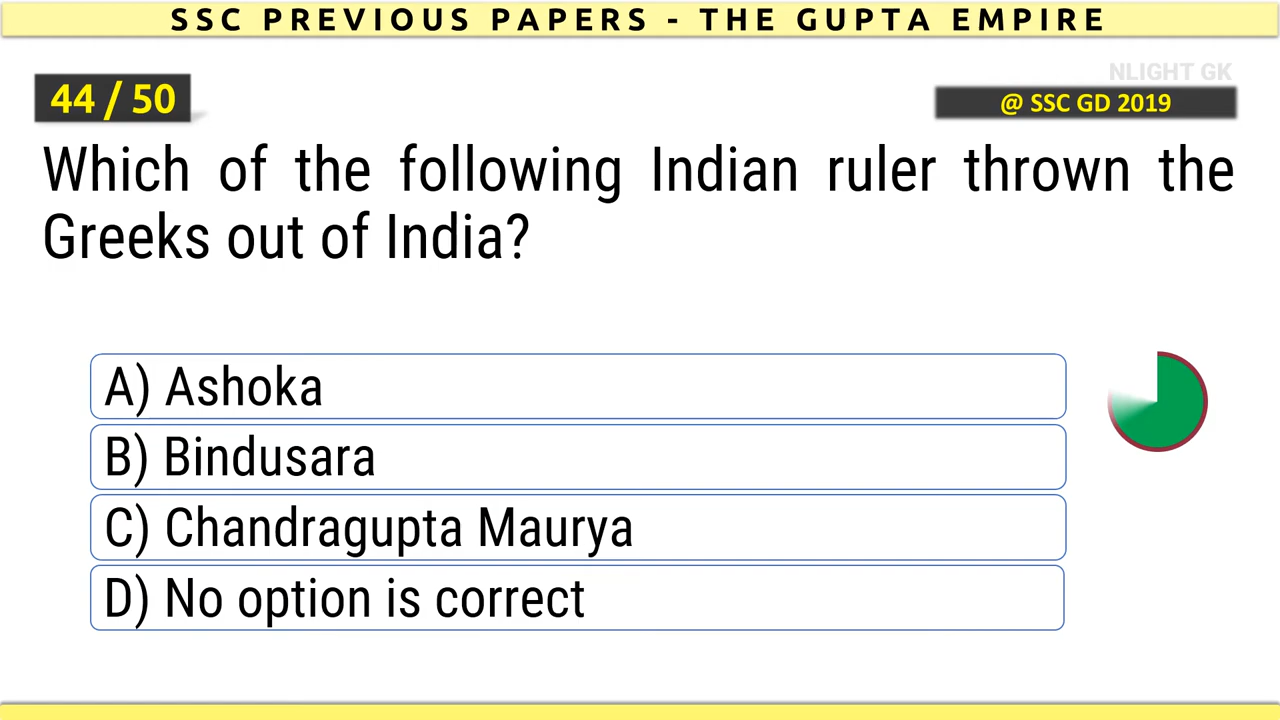 SSC PREVIOUS PAPERS - THE GUPTA EMPIRE
NLIGHT GK
44 / 50
@ SSC GD 2019
Which of the following Indian ruler thrown the
Greeks out of India?
A) Ashoka
B) Bindusara
C) Chandragupta Maurya
D) No option is correct